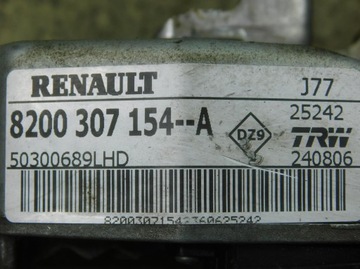 RENAULT J77
8200 307 154--A DZ9 25242
TRW
50300689LHD 240806